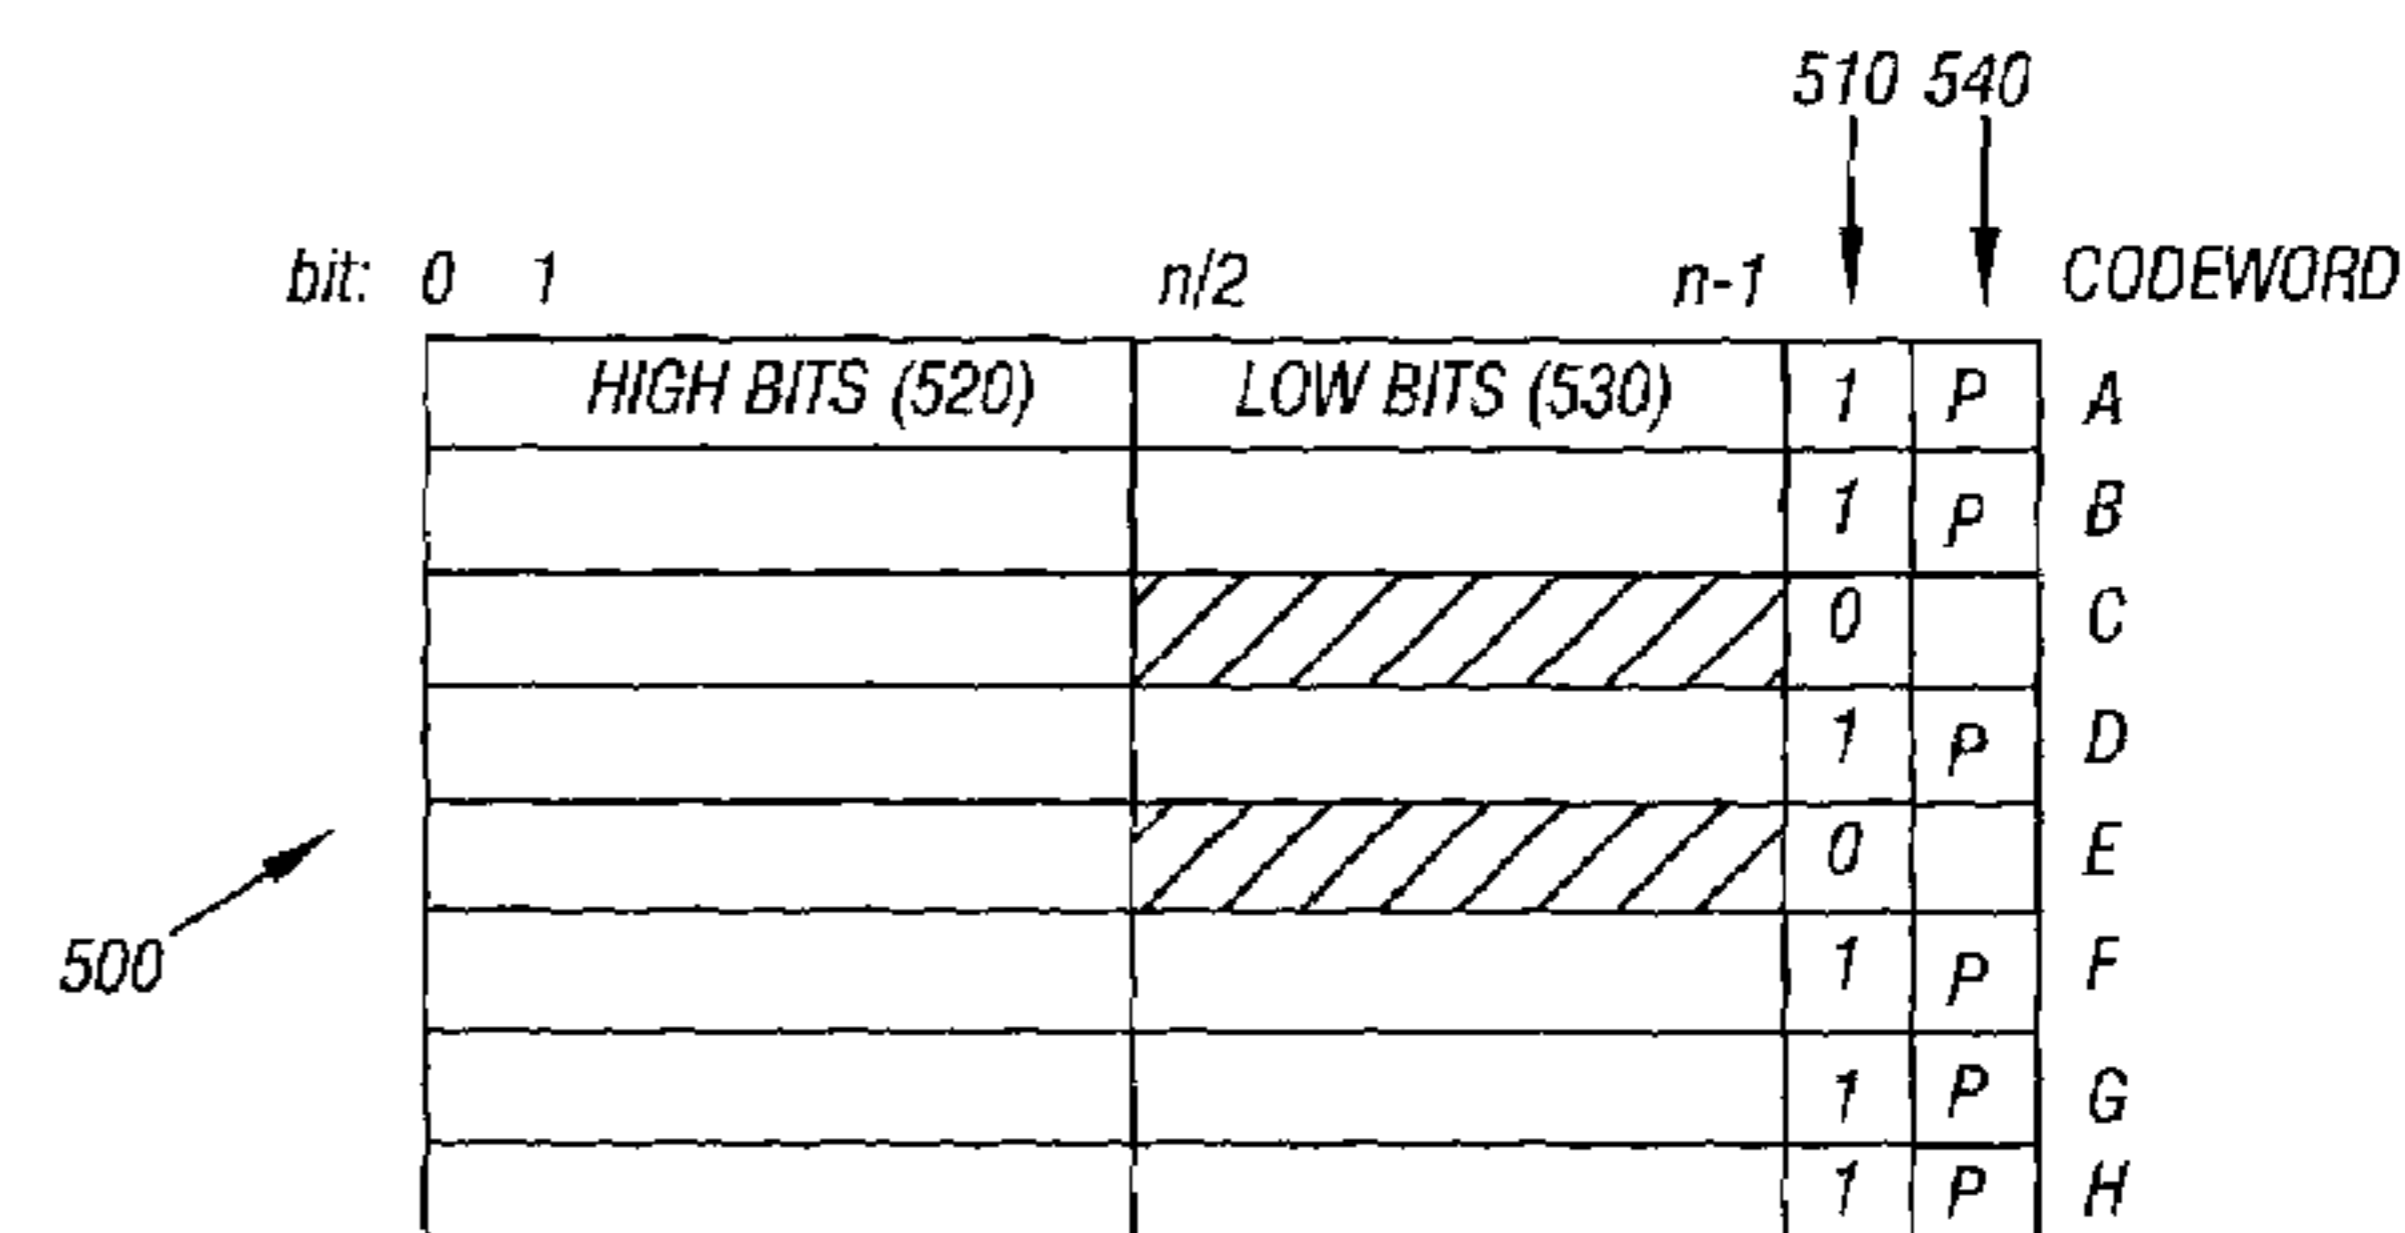 510 540
bit: 0 1 n/2 n-1 CODEWORD
HIGH BITS (520) LOW BITS (530) 1 P A
1 P B
0 C
1 P D
0 E
500
1 P F
1 P G
1 P H